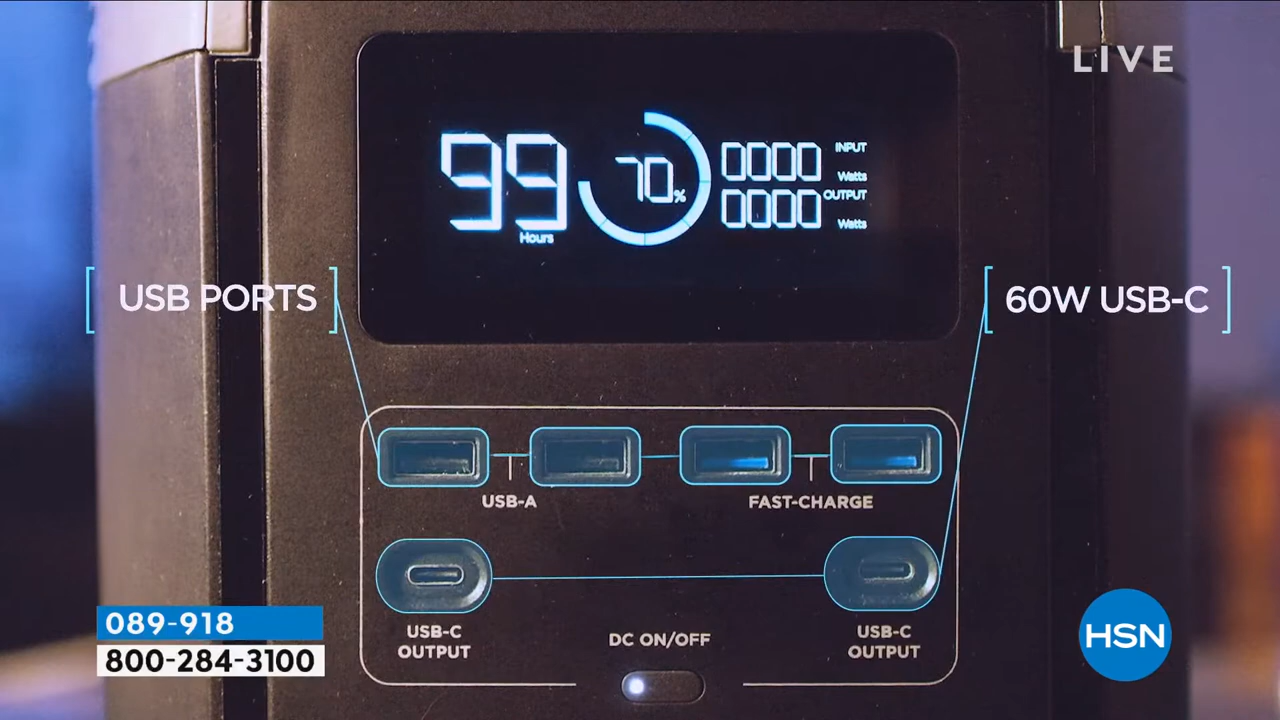 LIVE
99
Hours
70%
0000
INPUT
Watts
0000
OUTPUT
Watts
USB PORTS
60W USB-C
USB-A
FAST-CHARGE
USB-C
OUTPUT
DC ON/OFF
USB-C
OUTPUT
089-918
800-284-3100
HSN